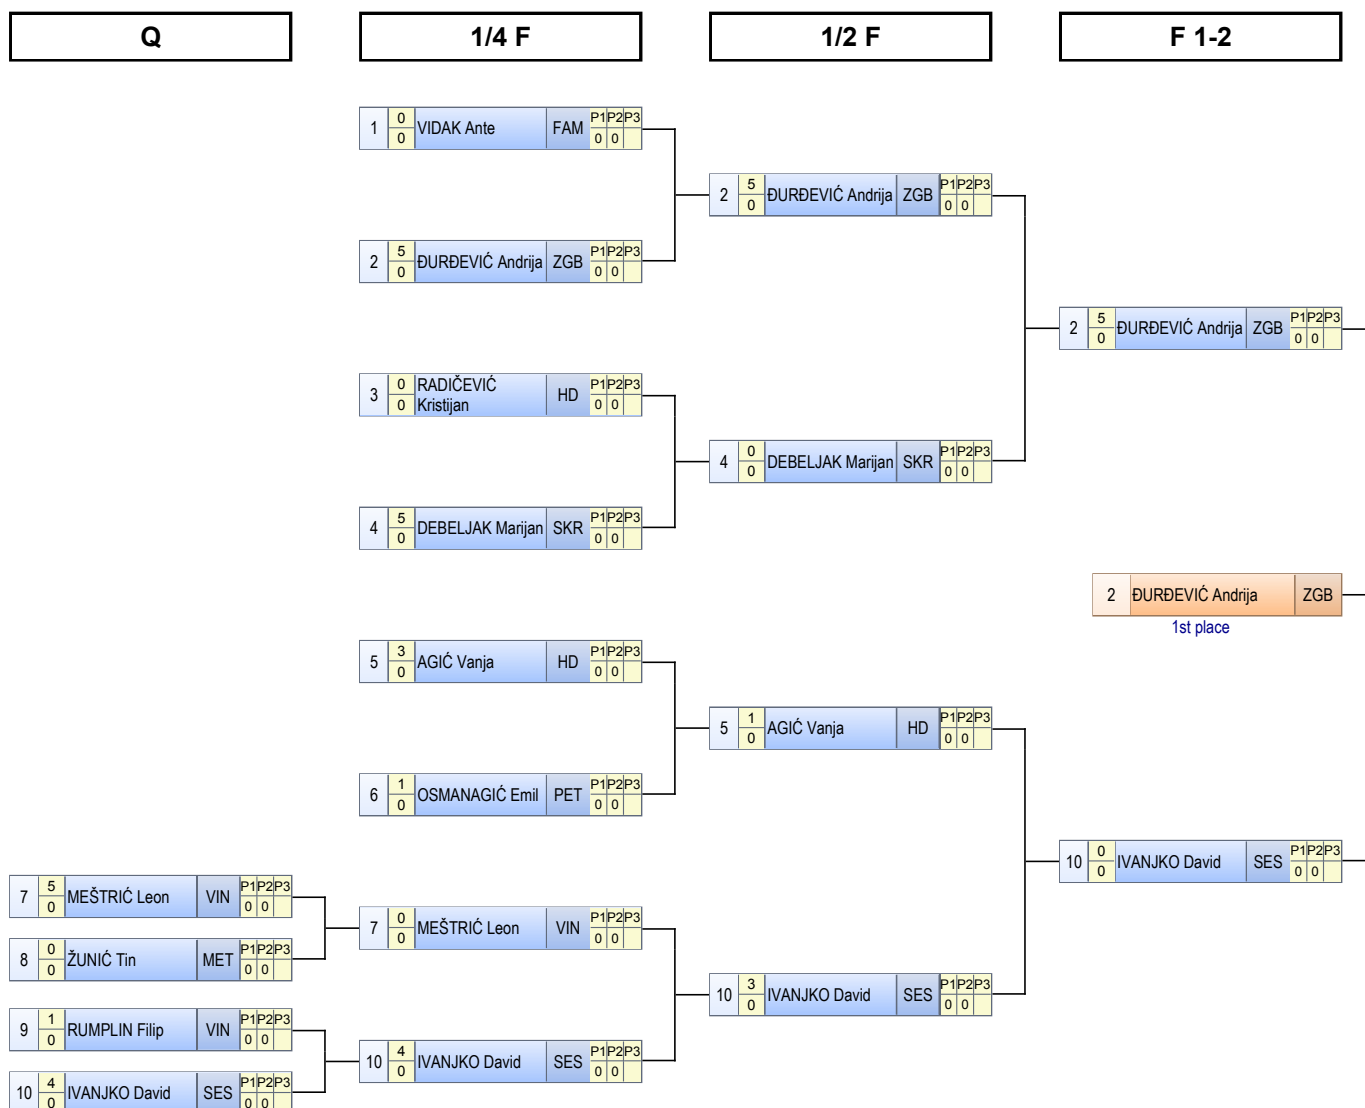 Q
1/4 F
1/2 F
F 1-2
1 0 VIDAK Ante FAM P1 P2 P3
0 0 0
2 5 ĐURĐEVIĆ Andrija ZGB P1 P2 P3
0 0 0
2 5 ĐURĐEVIĆ Andrija ZGB P1 P2 P3
0 0 0
2 5 ĐURĐEVIĆ Andrija ZGB P1 P2 P3
0 0 0
3 0 RADIČEVIĆ HD P1 P2 P3
0 Kristijan 0 0
4 0 DEBELJAK Marijan SKR P1 P2 P3
0 0 0
4 5 DEBELJAK Marijan SKR P1 P2 P3
0 0 0
2 ĐURĐEVIĆ Andrija ZGB
1st place
5 3 AGIĆ Vanja HD P1 P2 P3
0 0 0
5 1 AGIĆ Vanja HD P1 P2 P3
0 0 0
6 1 OSMANAGIĆ Emil PET P1 P2 P3
0 0 0
10 0 IVANJKO David SES P1 P2 P3
0 0 0
7 5 MEŠTRIĆ Leon VIN P1 P2 P3
0 0 0
7 0 MEŠTRIĆ Leon VIN P1 P2 P3
0 0 0
8 0 ŽUNIĆ Tin MET P1 P2 P3
0 0 0
10 3 IVANJKO David SES P1 P2 P3
0 0 0
9 1 RUMPLIN Filip VIN P1 P2 P3
0 0 0
10 4 IVANJKO David SES P1 P2 P3
0 0 0
10 4 IVANJKO David SES P1 P2 P3
0 0 0